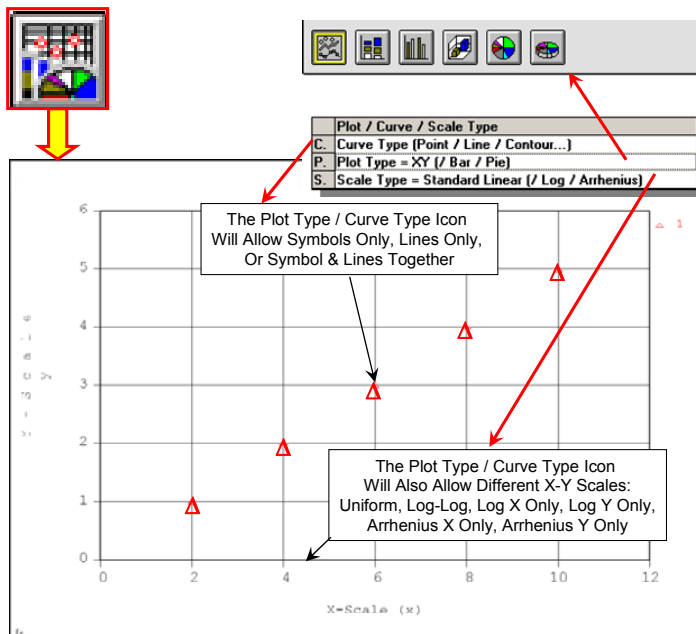 Plot / Curve / Scale Type
C. Curve Type (Point / Line / Contour...)
P. Plot Type = XY (/ Bar / Pie)
S. Scale Type = Standard Linear (/ Log / Arrhenius)
The Plot Type / Curve Type Icon
Will Allow Symbols Only, Lines Only,
Or Symbol & Lines Together
1
6
5
4
3
2
1
0
Y-Scale
y
The Plot Type / Curve Type Icon
Will Also Allow Different X-Y Scales:
Uniform, Log-Log, Log X Only, Log Y Only,
Arrhenius X Only, Arrhenius Y Only
0 2 4 6 8 10 12
X-Scale (x)